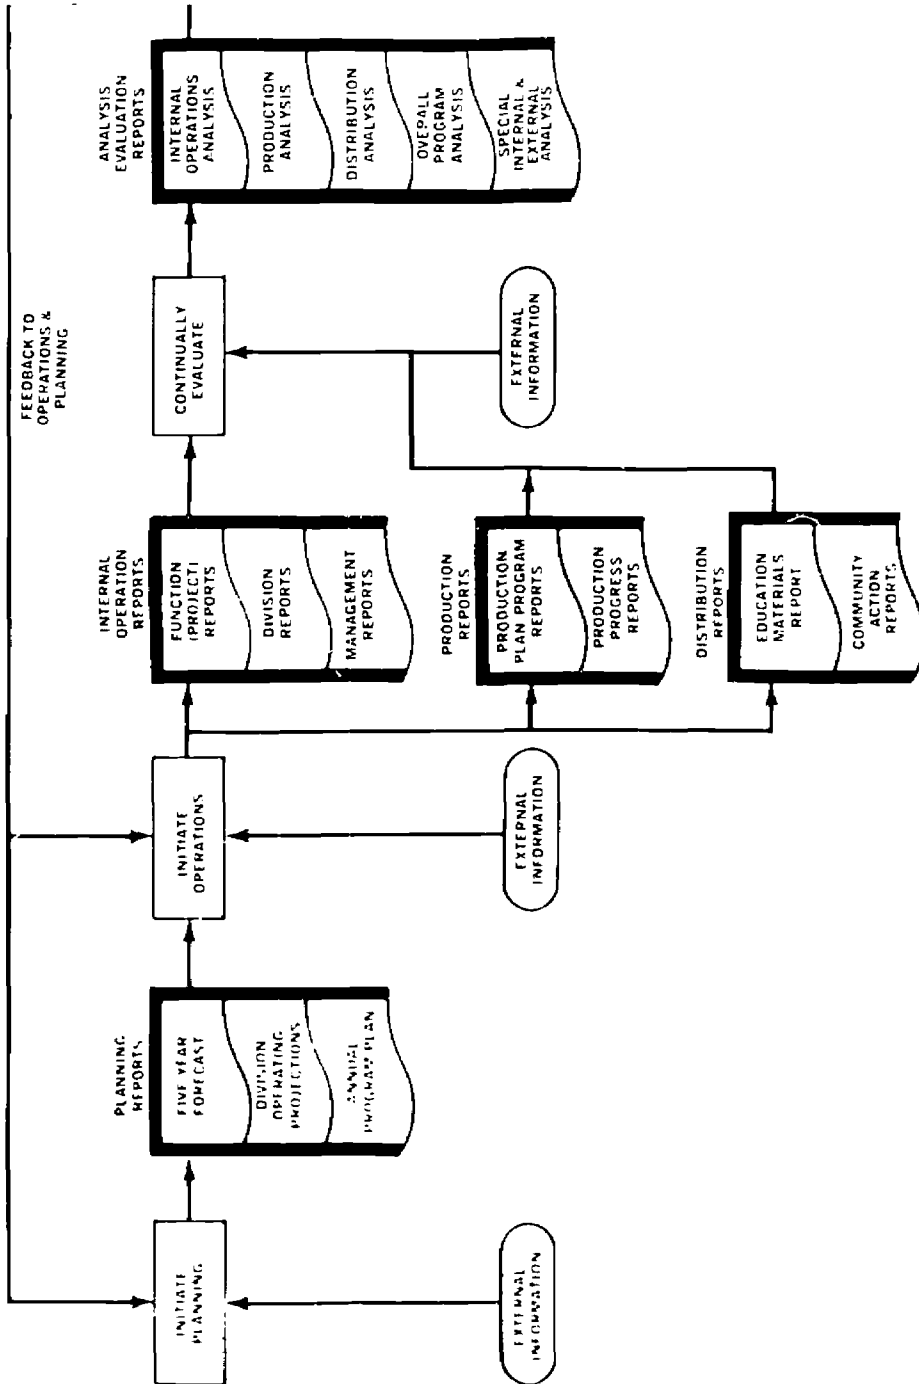 FEEDBACK TO
OPERATIONS &
PLANNING
INITIATE
PLANNING
EXTERNAL
INFORMATION
PLANNING
REPORTS
FIVE YEAR
FORECAST
DIVISION
OPERATING
PROJECTIONS
ANNUAL
PROGRAM PLAN
INITIATE
OPERATIONS
EXTERNAL
INFORMATION
INTERNAL
OPERATION
REPORTS
FUNCTION
(PROJECT)
REPORTS
DIVISION
REPORTS
MANAGEMENT
REPORTS
PRODUCTION
REPORTS
PRODUCTION
PLAN PROGRAM
REPORTS
PRODUCTION
PROGRESS
REPORTS
DISTRIBUTION
REPORTS
EDUCATION
MATERIALS
REPORT
COMMUNITY
ACTION
REPORTS
CONTINUALLY
EVALUATE
EXTERNAL
INFORMATION
ANALYSIS
EVALUATION
REPORTS
INTERNAL
OPERATIONS
ANALYSIS
PRODUCTION
ANALYSIS
DISTRIBUTION
ANALYSIS
OVERALL
PROGRAM
ANALYSIS
SPECIAL
INTERNAL &
EXTERNAL
ANALYSIS